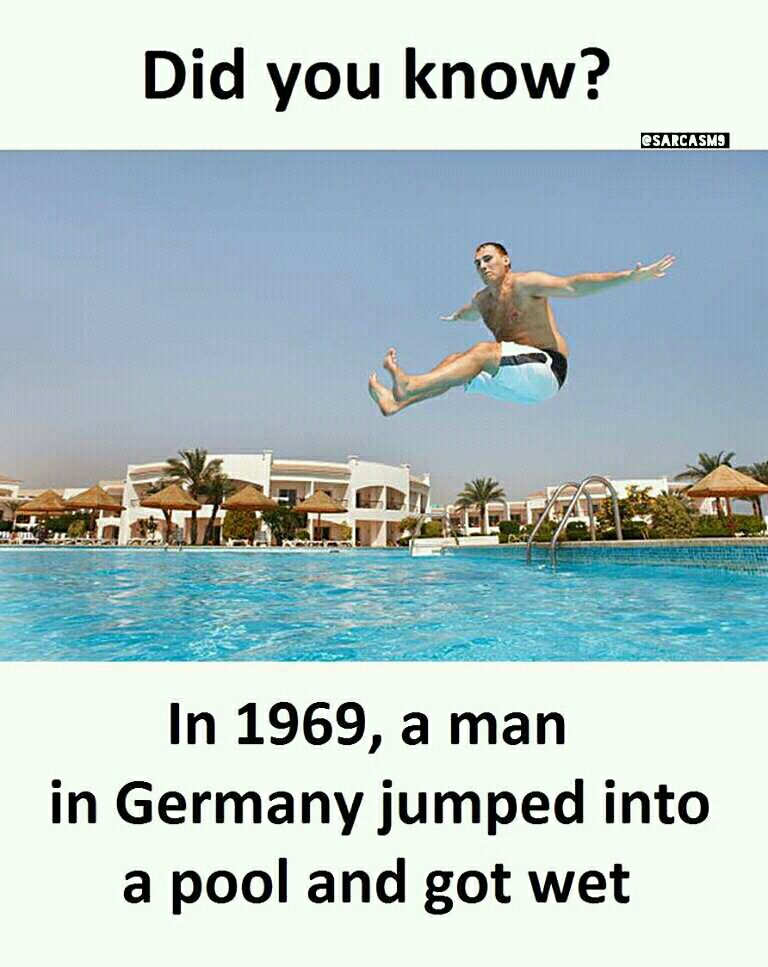 Did you know?
@SARCASM9
In 1969, a man
in Germany jumped into
a pool and got wet